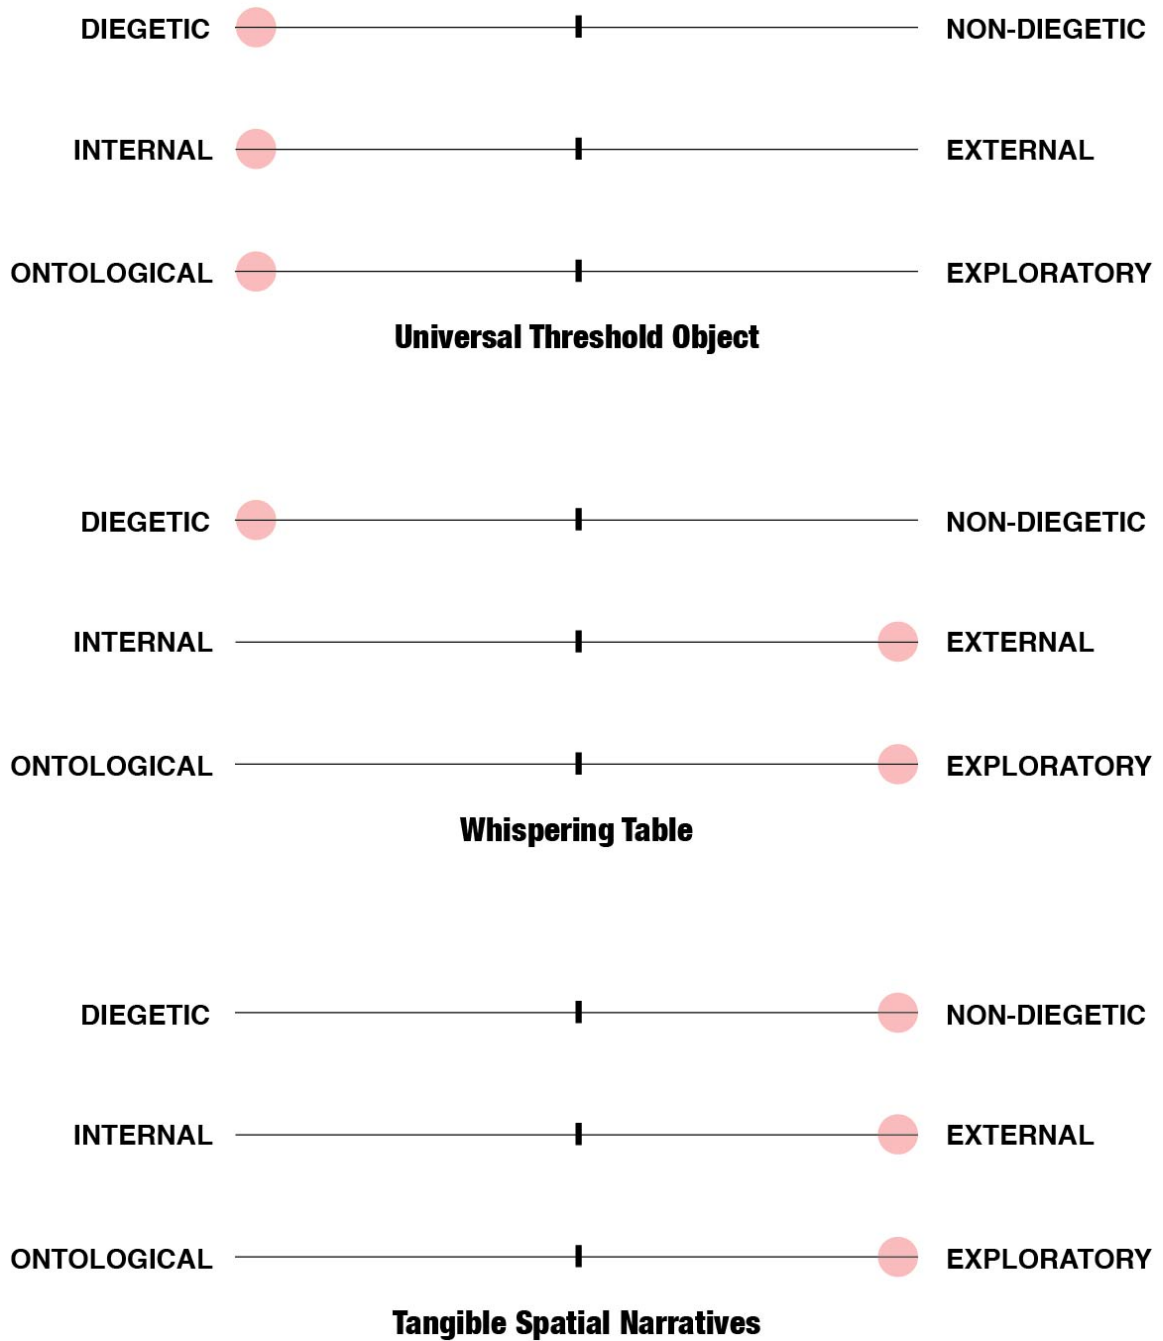 DIEGETIC NON-DIEGETIC
INTERNAL EXTERNAL
ONTOLOGICAL EXPLORATORY
Universal Threshold Object
DIEGETIC NON-DIEGETIC
INTERNAL EXTERNAL
ONTOLOGICAL EXPLORATORY
Whispering Table
DIEGETIC NON-DIEGETIC
INTERNAL EXTERNAL
ONTOLOGICAL EXPLORATORY
Tangible Spatial Narratives